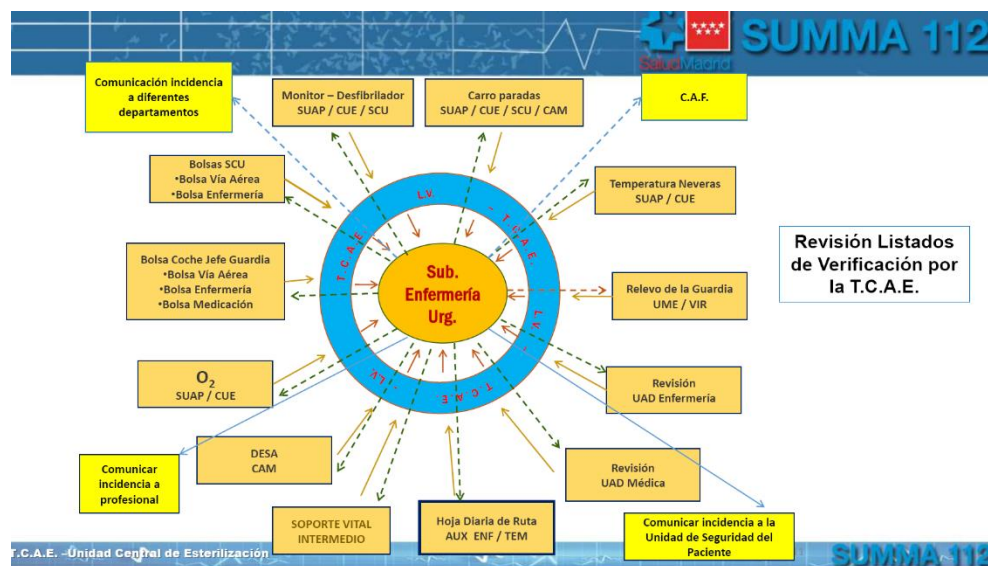 SUMMA 112
SaludMadrid
Comunicación incidencia
a diferentes
departamentos
Monitor – Desfibrilador
SUAP / CUE / SCU
Carro paradas
SUAP / CUE / SCU / CAM
C.A.F.
Bolsas SCU
•Bolsa Vía Aérea
•Bolsa Enfermería
Temperatura Neveras
SUAP / CUE
L.V. - T.C.A.E. L.V. - T.C.A.E - L.V. T.C.A.E.
Bolsa Coche Jefe Guardia
•Bolsa Vía Aérea
•Bolsa Enfermería
•Bolsa Medicación
Sub.
Enfermería
Urg.
Relevo de la Guardia
UME / VIR
Revisión Listados
de Verificación por
la T.C.A.E.
O2
SUAP / CUE
Revisión
UAD Enfermería
DESA
CAM
Revisión
UAD Médica
Comunicar
incidencia a
profesional
SOPORTE VITAL
INTERMEDIO
Hoja Diaria de Ruta
AUX ENF / TEM
Comunicar incidencia a la
Unidad de Seguridad del
Paciente
T.C.A.E. –Unidad Central de Esterilización
SUMMA 112